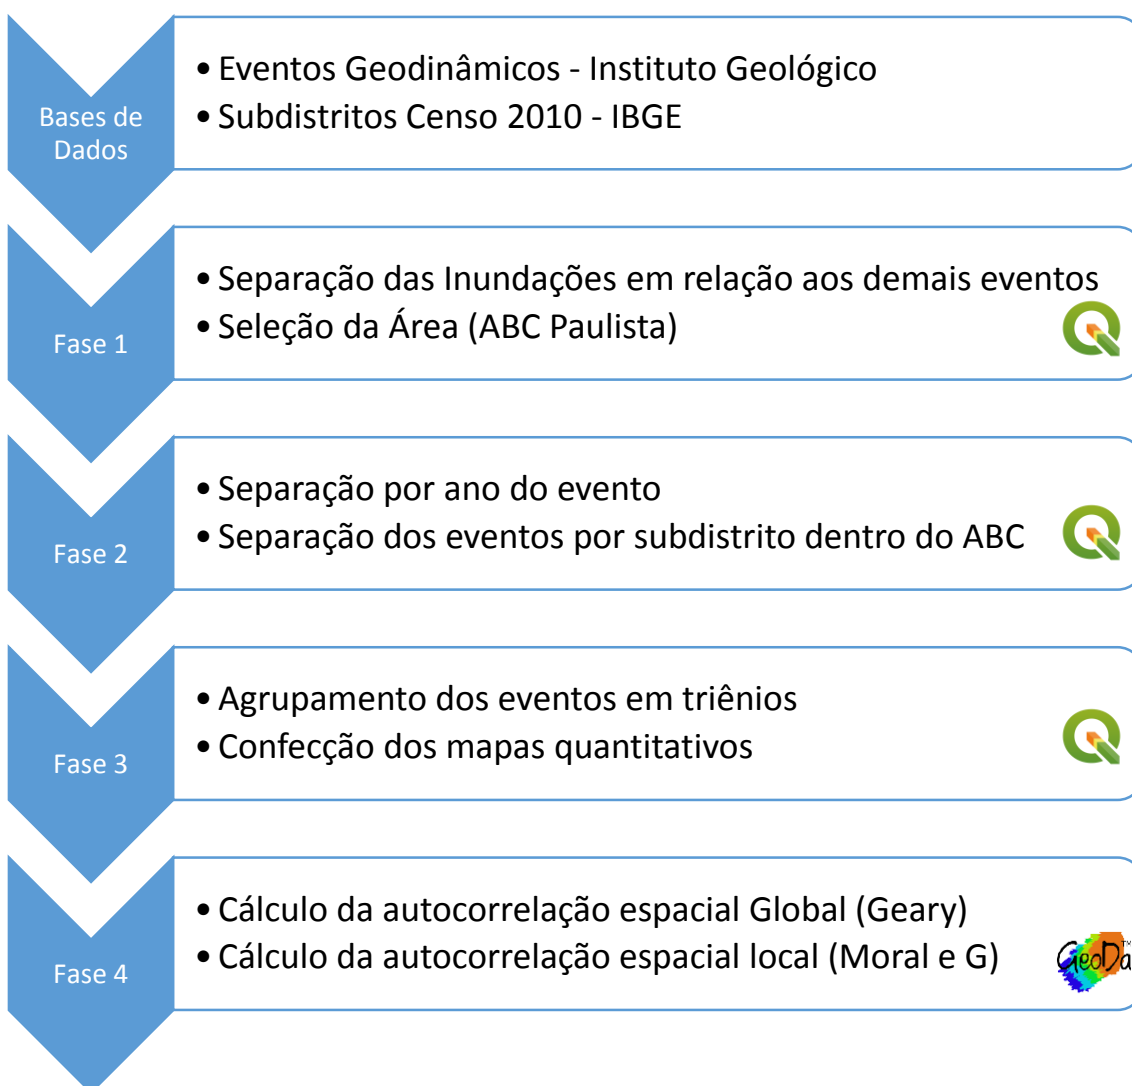 Bases de
Dados
• Eventos Geodinâmicos - Instituto Geológico
• Subdistritos Censo 2010 - IBGE
Fase 1
• Separação das Inundações em relação aos demais eventos
• Seleção da Área (ABC Paulista)
Fase 2
• Separação por ano do evento
• Separação dos eventos por subdistrito dentro do ABC
Fase 3
• Agrupamento dos eventos em triênios
• Confecção dos mapas quantitativos
Fase 4
• Cálculo da autocorrelação espacial Global (Geary)
• Cálculo da autocorrelação espacial local (Moral e G)
GeoDa™